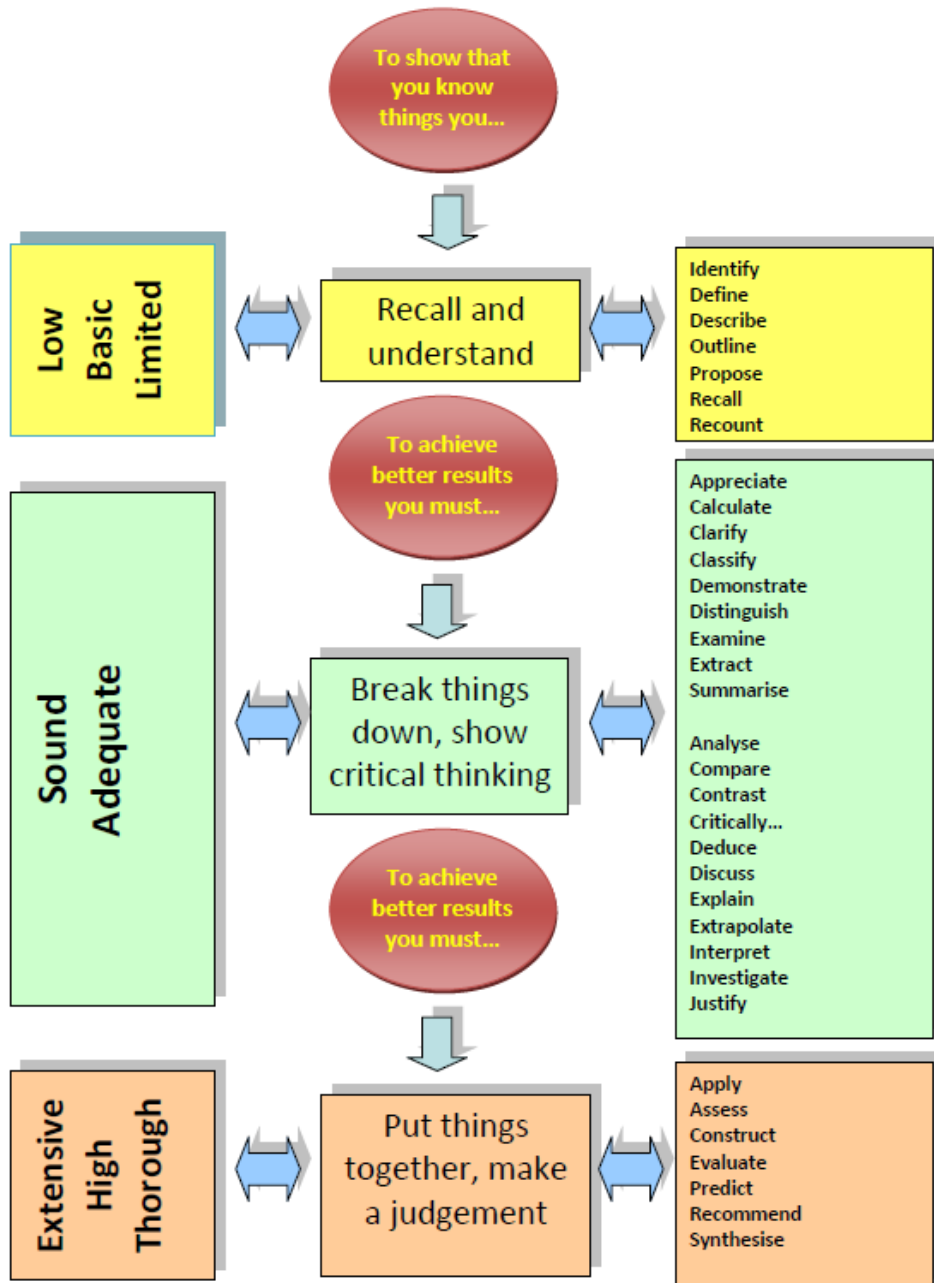 To show that
you know
things you...
Low
Basic
Limited
Recall and
understand
Identify
Define
Describe
Outline
Propose
Recall
Recount
To achieve
better results
you must...
Sound
Adequate
Break things
down, show
critical thinking
Appreciate
Calculate
Clarify
Classify
Demonstrate
Distinguish
Examine
Extract
Summarise
Analyse
Compare
Contrast
Critically...
Deduce
Discuss
Explain
Extrapolate
Interpret
Investigate
Justify
To achieve
better results
you must...
Extensive
High
Thorough
Put things
together, make
a judgement
Apply
Assess
Construct
Evaluate
Predict
Recommend
Synthesise